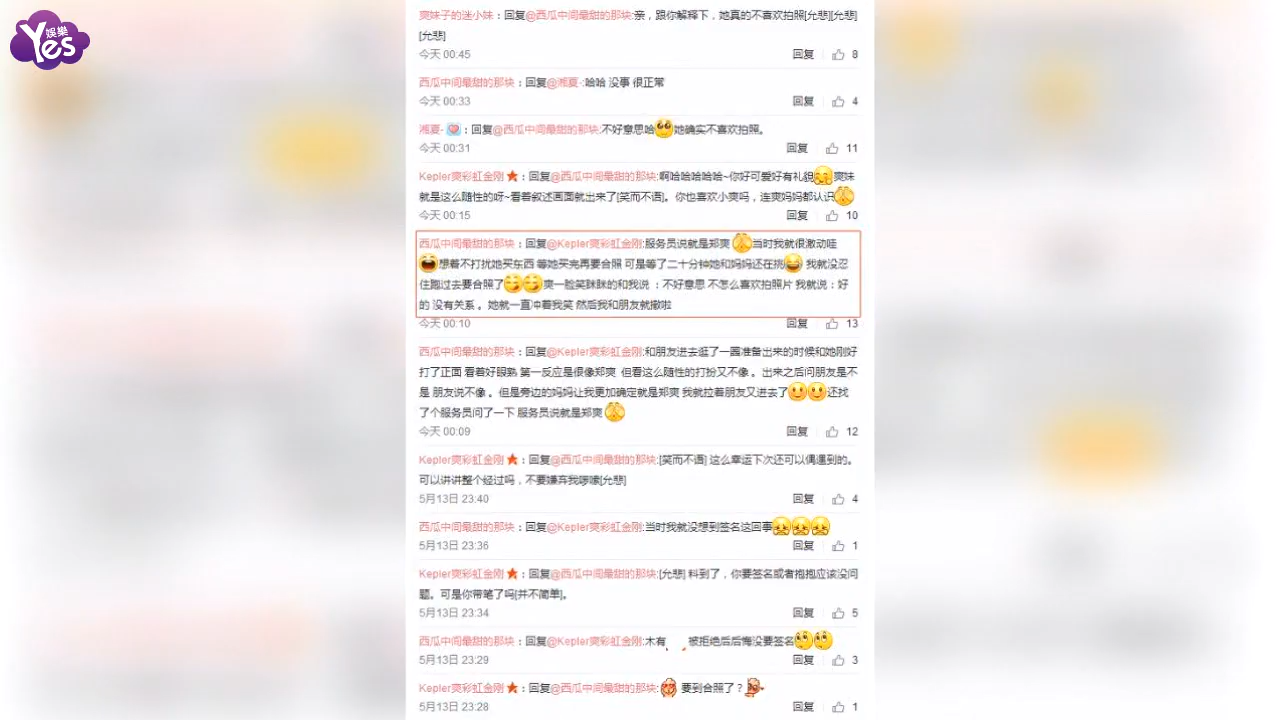 娛樂
Yes
爽妹子的迷小妹：回复@西瓜中间最甜的那块:亲，跟你解释下，她真的不喜欢拍照[允悲][允悲]
[允悲]
今天 00:45 回复 8
西瓜中间最甜的那块：回复@湘夏-:哈哈 没事 很正常
今天 00:33 回复 4
湘夏-：回复@西瓜中间最甜的那块:不好意思哈 她确实不喜欢拍照。
今天 00:31 回复 11
Kepler爽彩虹金刚：回复@西瓜中间最甜的那块:啊哈哈哈哈哈~你好可爱好有礼貌 爽妹
就是这么随性的呀~看着叙述画面就出来了[笑而不语]。你也喜欢小爽吗，连爽妈妈都认识
今天 00:15 回复 10
西瓜中间最甜的那块：回复@Kepler爽彩虹金刚:服务员说就是郑爽 当时我就很激动哇
想着不打扰她买东西 等她买完再要合照 可是等了二十分钟她和妈妈还在挑 我就没忍
住跑过去要合照了 爽一脸笑眯眯的和我说 ：不好意思 不怎么喜欢拍照片 我就说：好
的 没有关系 。她就一直冲着我笑 然后我和朋友就撤啦
今天 00:10 回复 13
西瓜中间最甜的那块：回复@Kepler爽彩虹金刚:和朋友进去逛了一圈准备出来的时候和她刚好
打了正面 看着好眼熟 第一反应是很像郑爽 但看这么随性的打扮又不像 。出来之后问朋友是不
是 朋友说不像 。但是旁边的妈妈让我更加确定就是郑爽 我就拉着朋友又进去了 还找
了个服务员问了一下 服务员说就是郑爽
今天 00:09 回复 12
Kepler爽彩虹金刚：回复@西瓜中间最甜的那块:[笑而不语] 这么幸运下次还可以偶遇到的。
可以讲讲整个经过吗，不要嫌弃我啰嗦[允悲]
5月13日 23:40 回复 4
西瓜中间最甜的那块：回复@Kepler爽彩虹金刚:当时我就没想到签名这回事
5月13日 23:36 回复 1
Kepler爽彩虹金刚：回复@西瓜中间最甜的那块:[允悲] 料到了，你要签名或者抱抱应该没问
题。可是你带笔了吗[并不简单]。
5月13日 23:34 回复 5
西瓜中间最甜的那块：回复@Kepler爽彩虹金刚:木有 被拒绝后后悔没要签名
5月13日 23:29 回复 3
Kepler爽彩虹金刚：回复@西瓜中间最甜的那块: 要到合照了？
5月13日 23:28 回复 1